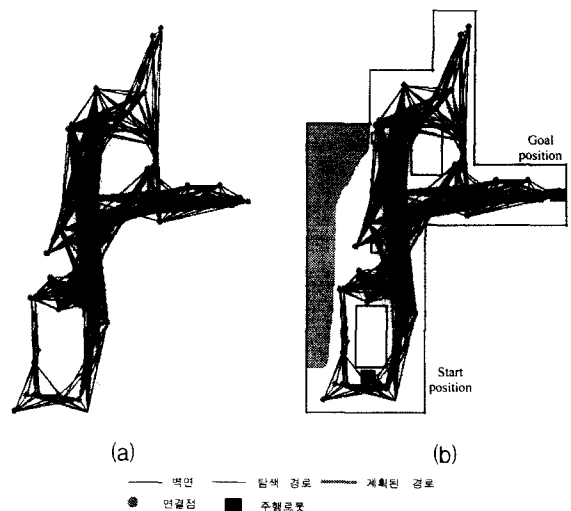 Goal
position
Start
position
(a) (b)
벽면 탐색 경로 계획된 경로
연결점 주행로봇